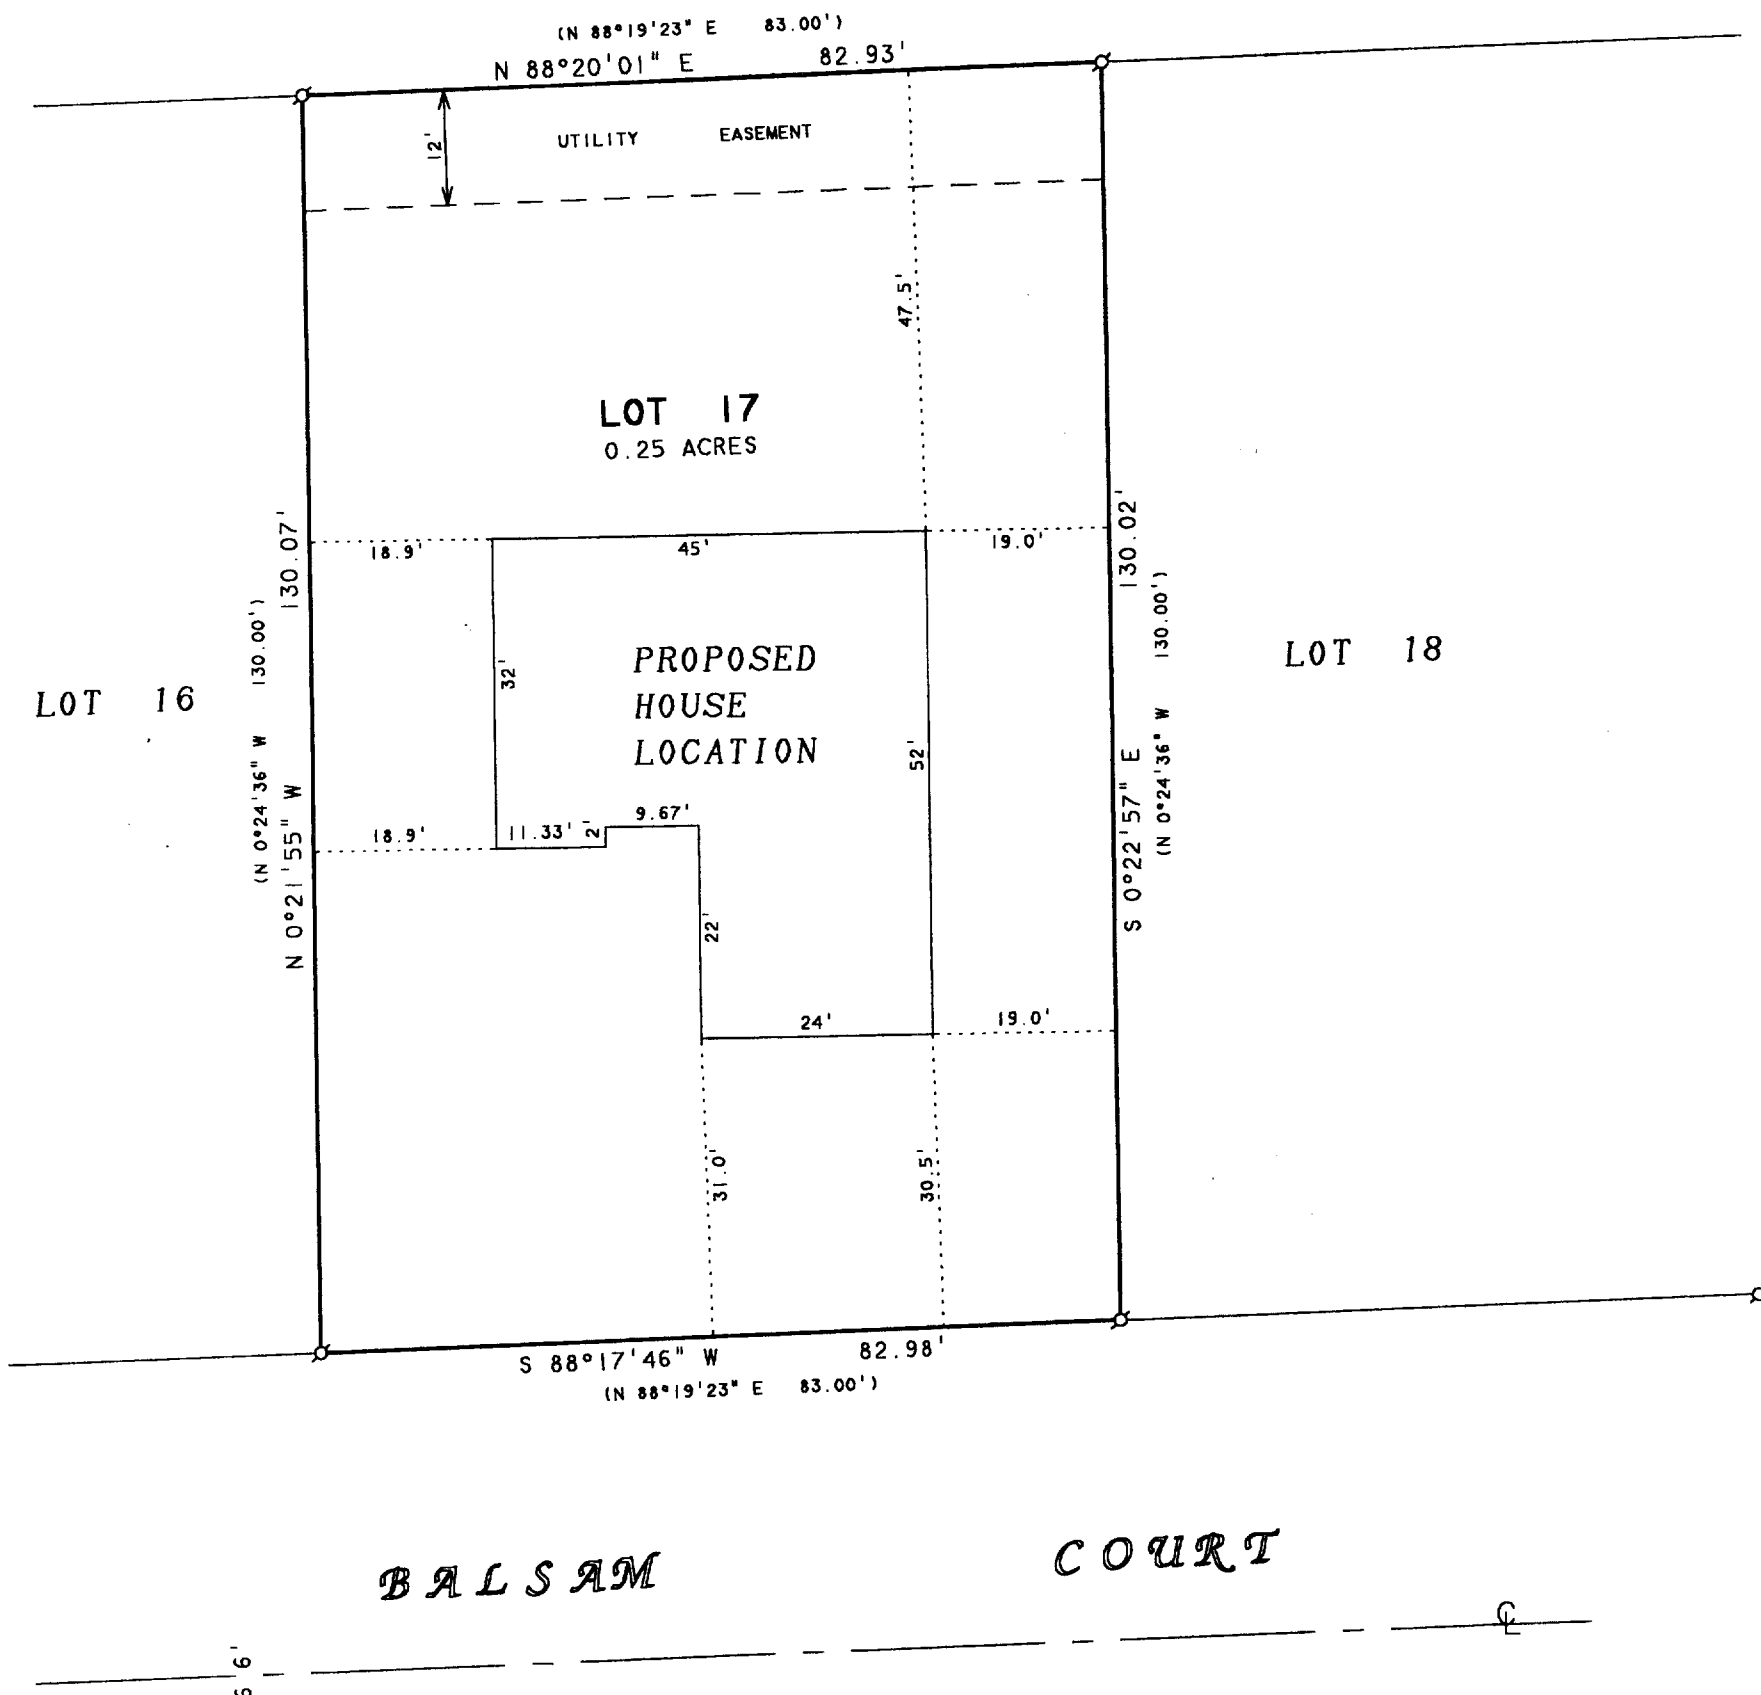 (N 88°19'23" E 83.00')
N 88°20'01" E 82.93'
12'
UTILITY EASEMENT
47.5'
LOT 17
0.25 ACRES
130.07'
130.02'
18.9'
45'
19.0'
(N 0°24'36" W 130.00')
(N 0°24'36" W 130.00')
LOT 16
LOT 18
32'
PROPOSED
HOUSE
LOCATION
52'
N 0°21'55" W
S 0°22'57" E
18.9'
11.33'
2'
9.67'
22'
24'
19.0'
31.0'
30.5'
S 88°17'46" W 82.98'
(N 88°19'23" E 83.00')
BALSAM COURT
CL